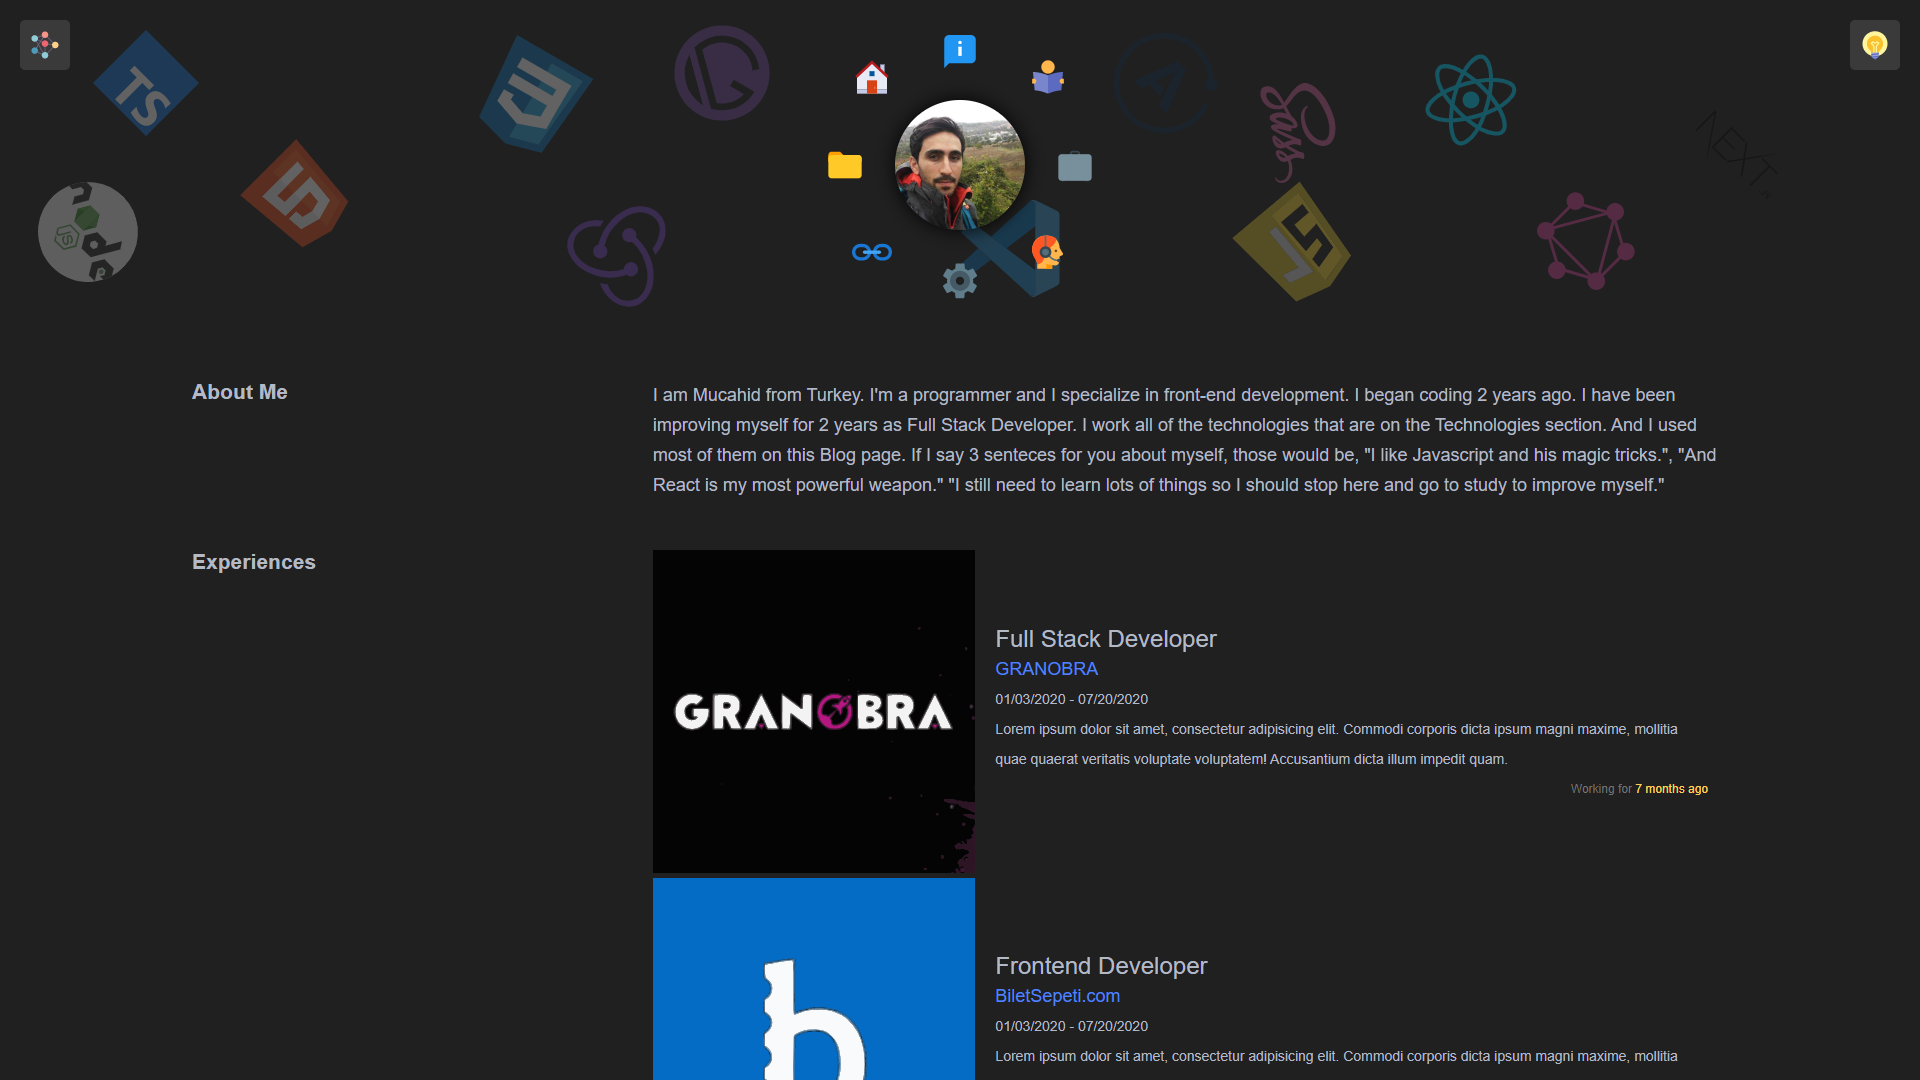 TS
JS
Sass
JS
NEXT
.JS
About Me
I am Mucahid from Turkey. I'm a programmer and I specialize in front-end development. I began coding 2 years ago. I have been
improving myself for 2 years as Full Stack Developer. I work all of the technologies that are on the Technologies section. And I used
most of them on this Blog page. If I say 3 senteces for you about myself, those would be, "I like Javascript and his magic tricks.", "And
React is my most powerful weapon." "I still need to learn lots of things so I should stop here and go to study to improve myself."
Experiences
GRANOBRA
Full Stack Developer
GRANOBRA
01/03/2020 - 07/20/2020
Lorem ipsum dolor sit amet, consectetur adipisicing elit. Commodi corporis dicta ipsum magni maxime, mollitia
quae quaerat veritatis voluptate voluptatem! Accusantium dicta illum impedit quam.
Working for 7 months ago
b
Frontend Developer
BiletSepeti.com
01/03/2020 - 07/20/2020
Lorem ipsum dolor sit amet, consectetur adipisicing elit. Commodi corporis dicta ipsum magni maxime, mollitia